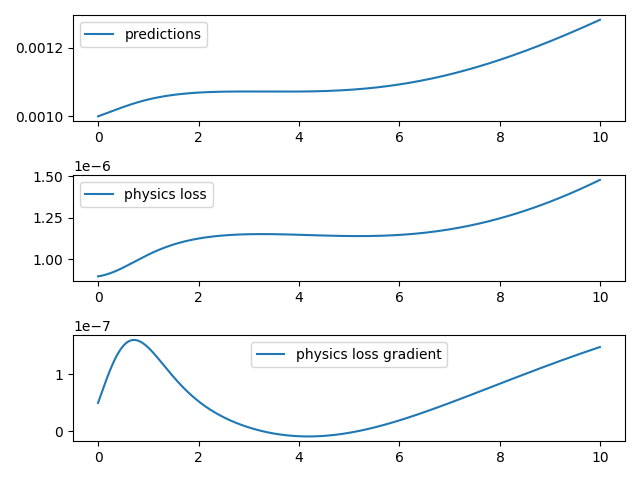 predictions
0.0012
0.0010
0 2 4 6 8 10
1e−6
1.50
physics loss
1.25
1.00
0 2 4 6 8 10
1e−7
physics loss gradient
1
0
0 2 4 6 8 10